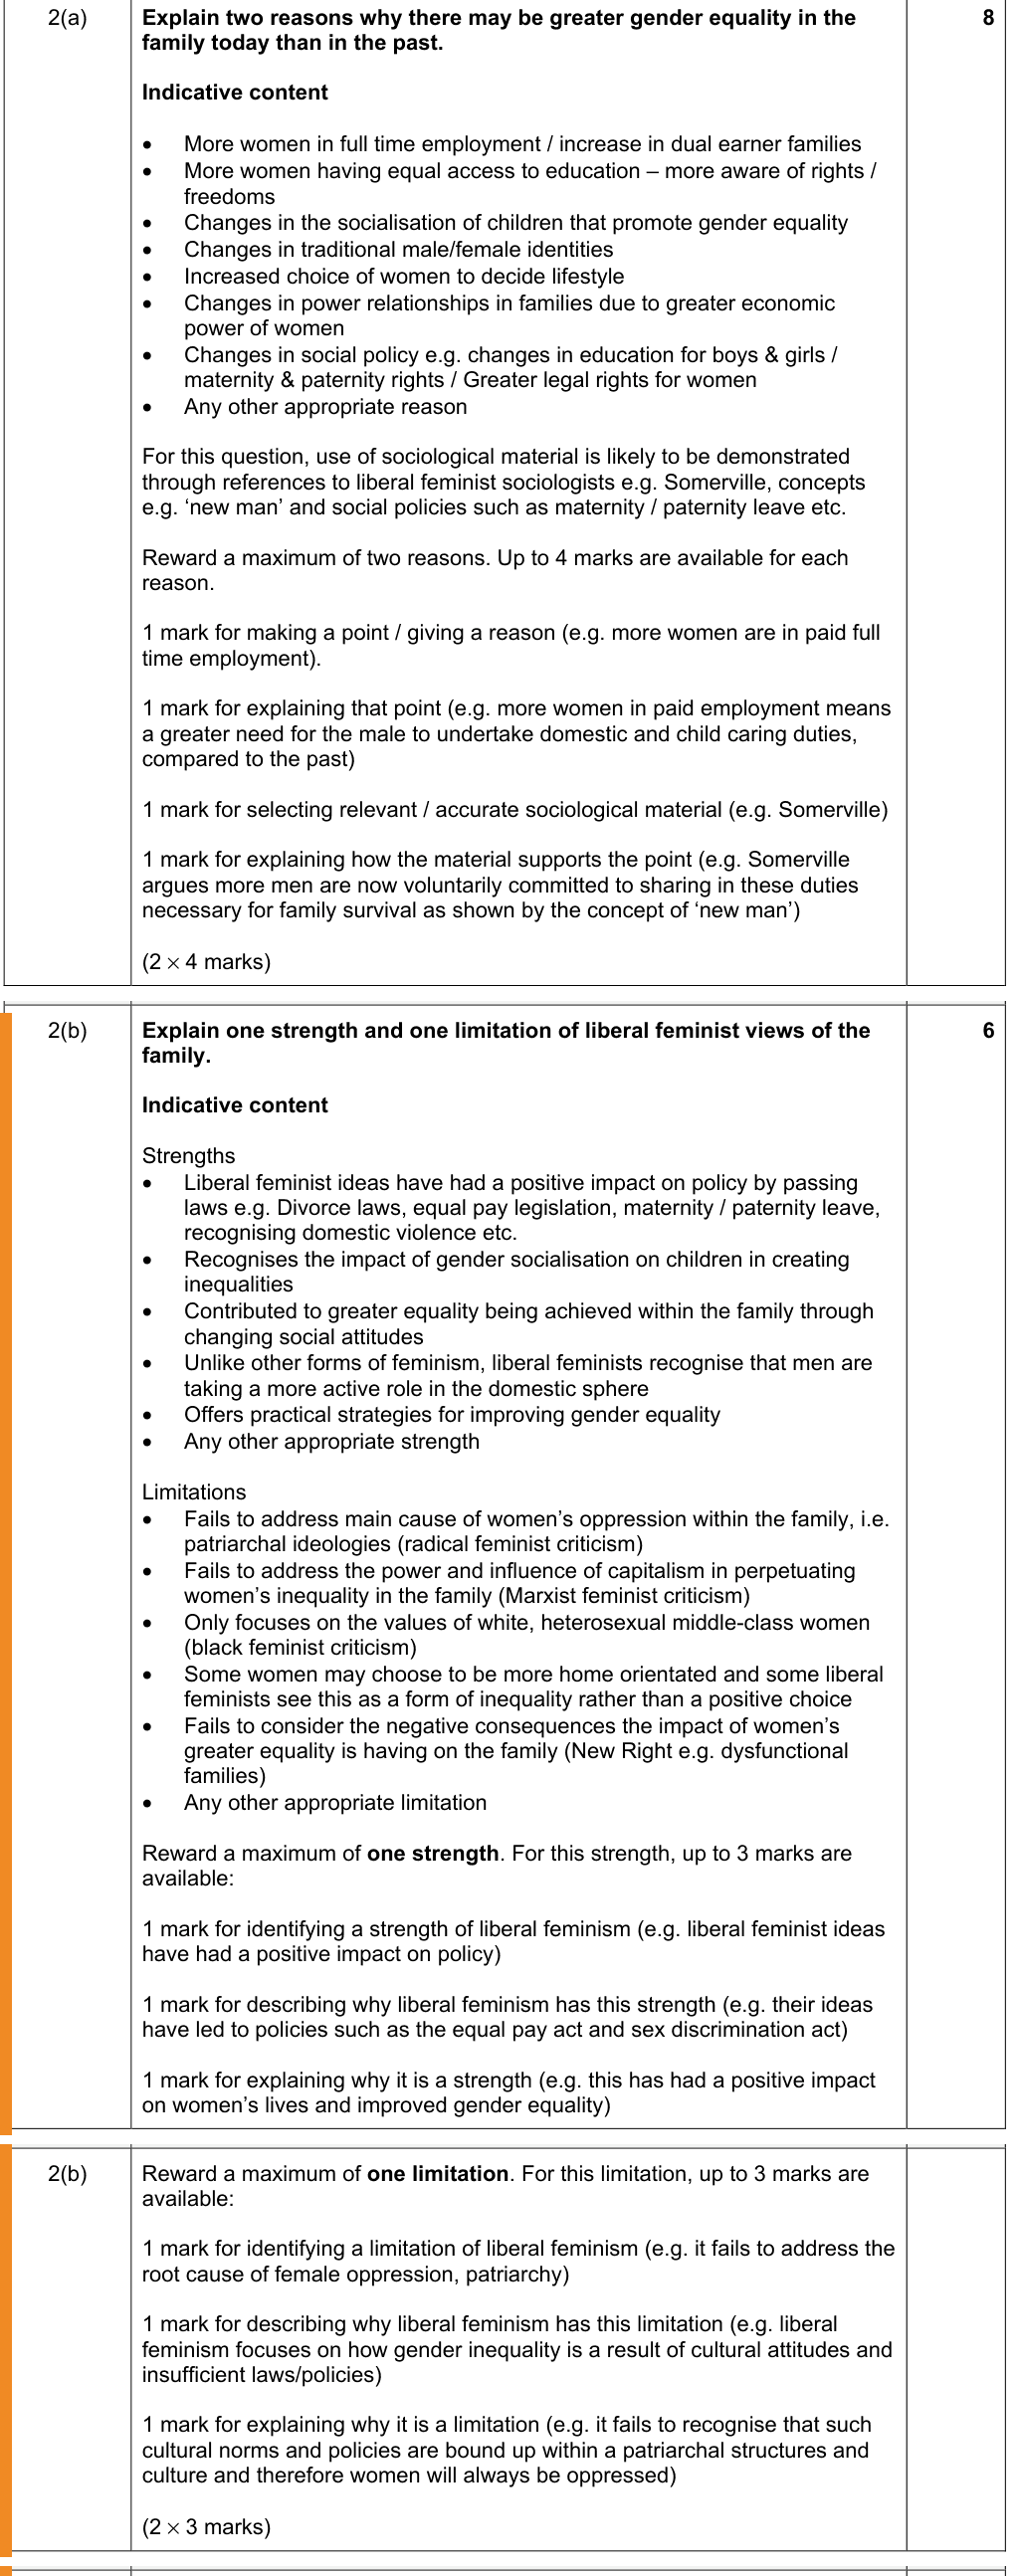 2(a)
Explain two reasons why there may be greater gender equality in the
family today than in the past.
8
Indicative content
• More women in full time employment / increase in dual earner families
• More women having equal access to education – more aware of rights /
freedoms
• Changes in the socialisation of children that promote gender equality
• Changes in traditional male/female identities
• Increased choice of women to decide lifestyle
• Changes in power relationships in families due to greater economic
power of women
• Changes in social policy e.g. changes in education for boys & girls /
maternity & paternity rights / Greater legal rights for women
• Any other appropriate reason
For this question, use of sociological material is likely to be demonstrated
through references to liberal feminist sociologists e.g. Somerville, concepts
e.g. ‘new man’ and social policies such as maternity / paternity leave etc.
Reward a maximum of two reasons. Up to 4 marks are available for each
reason.
1 mark for making a point / giving a reason (e.g. more women are in paid full
time employment).
1 mark for explaining that point (e.g. more women in paid employment means
a greater need for the male to undertake domestic and child caring duties,
compared to the past)
1 mark for selecting relevant / accurate sociological material (e.g. Somerville)
1 mark for explaining how the material supports the point (e.g. Somerville
argues more men are now voluntarily committed to sharing in these duties
necessary for family survival as shown by the concept of ‘new man’)
(2 × 4 marks)
2(b)
Explain one strength and one limitation of liberal feminist views of the
family.
6
Indicative content
Strengths
• Liberal feminist ideas have had a positive impact on policy by passing
laws e.g. Divorce laws, equal pay legislation, maternity / paternity leave,
recognising domestic violence etc.
• Recognises the impact of gender socialisation on children in creating
inequalities
• Contributed to greater equality being achieved within the family through
changing social attitudes
• Unlike other forms of feminism, liberal feminists recognise that men are
taking a more active role in the domestic sphere
• Offers practical strategies for improving gender equality
• Any other appropriate strength
Limitations
• Fails to address main cause of women’s oppression within the family, i.e.
patriarchal ideologies (radical feminist criticism)
• Fails to address the power and influence of capitalism in perpetuating
women’s inequality in the family (Marxist feminist criticism)
• Only focuses on the values of white, heterosexual middle-class women
(black feminist criticism)
• Some women may choose to be more home orientated and some liberal
feminists see this as a form of inequality rather than a positive choice
• Fails to consider the negative consequences the impact of women’s
greater equality is having on the family (New Right e.g. dysfunctional
families)
• Any other appropriate limitation
Reward a maximum of one strength. For this strength, up to 3 marks are
available:
1 mark for identifying a strength of liberal feminism (e.g. liberal feminist ideas
have had a positive impact on policy)
1 mark for describing why liberal feminism has this strength (e.g. their ideas
have led to policies such as the equal pay act and sex discrimination act)
1 mark for explaining why it is a strength (e.g. this has had a positive impact
on women’s lives and improved gender equality)
2(b)
Reward a maximum of one limitation. For this limitation, up to 3 marks are
available:
1 mark for identifying a limitation of liberal feminism (e.g. it fails to address the
root cause of female oppression, patriarchy)
1 mark for describing why liberal feminism has this limitation (e.g. liberal
feminism focuses on how gender inequality is a result of cultural attitudes and
insufficient laws/policies)
1 mark for explaining why it is a limitation (e.g. it fails to recognise that such
cultural norms and policies are bound up within a patriarchal structures and
culture and therefore women will always be oppressed)
(2 × 3 marks)